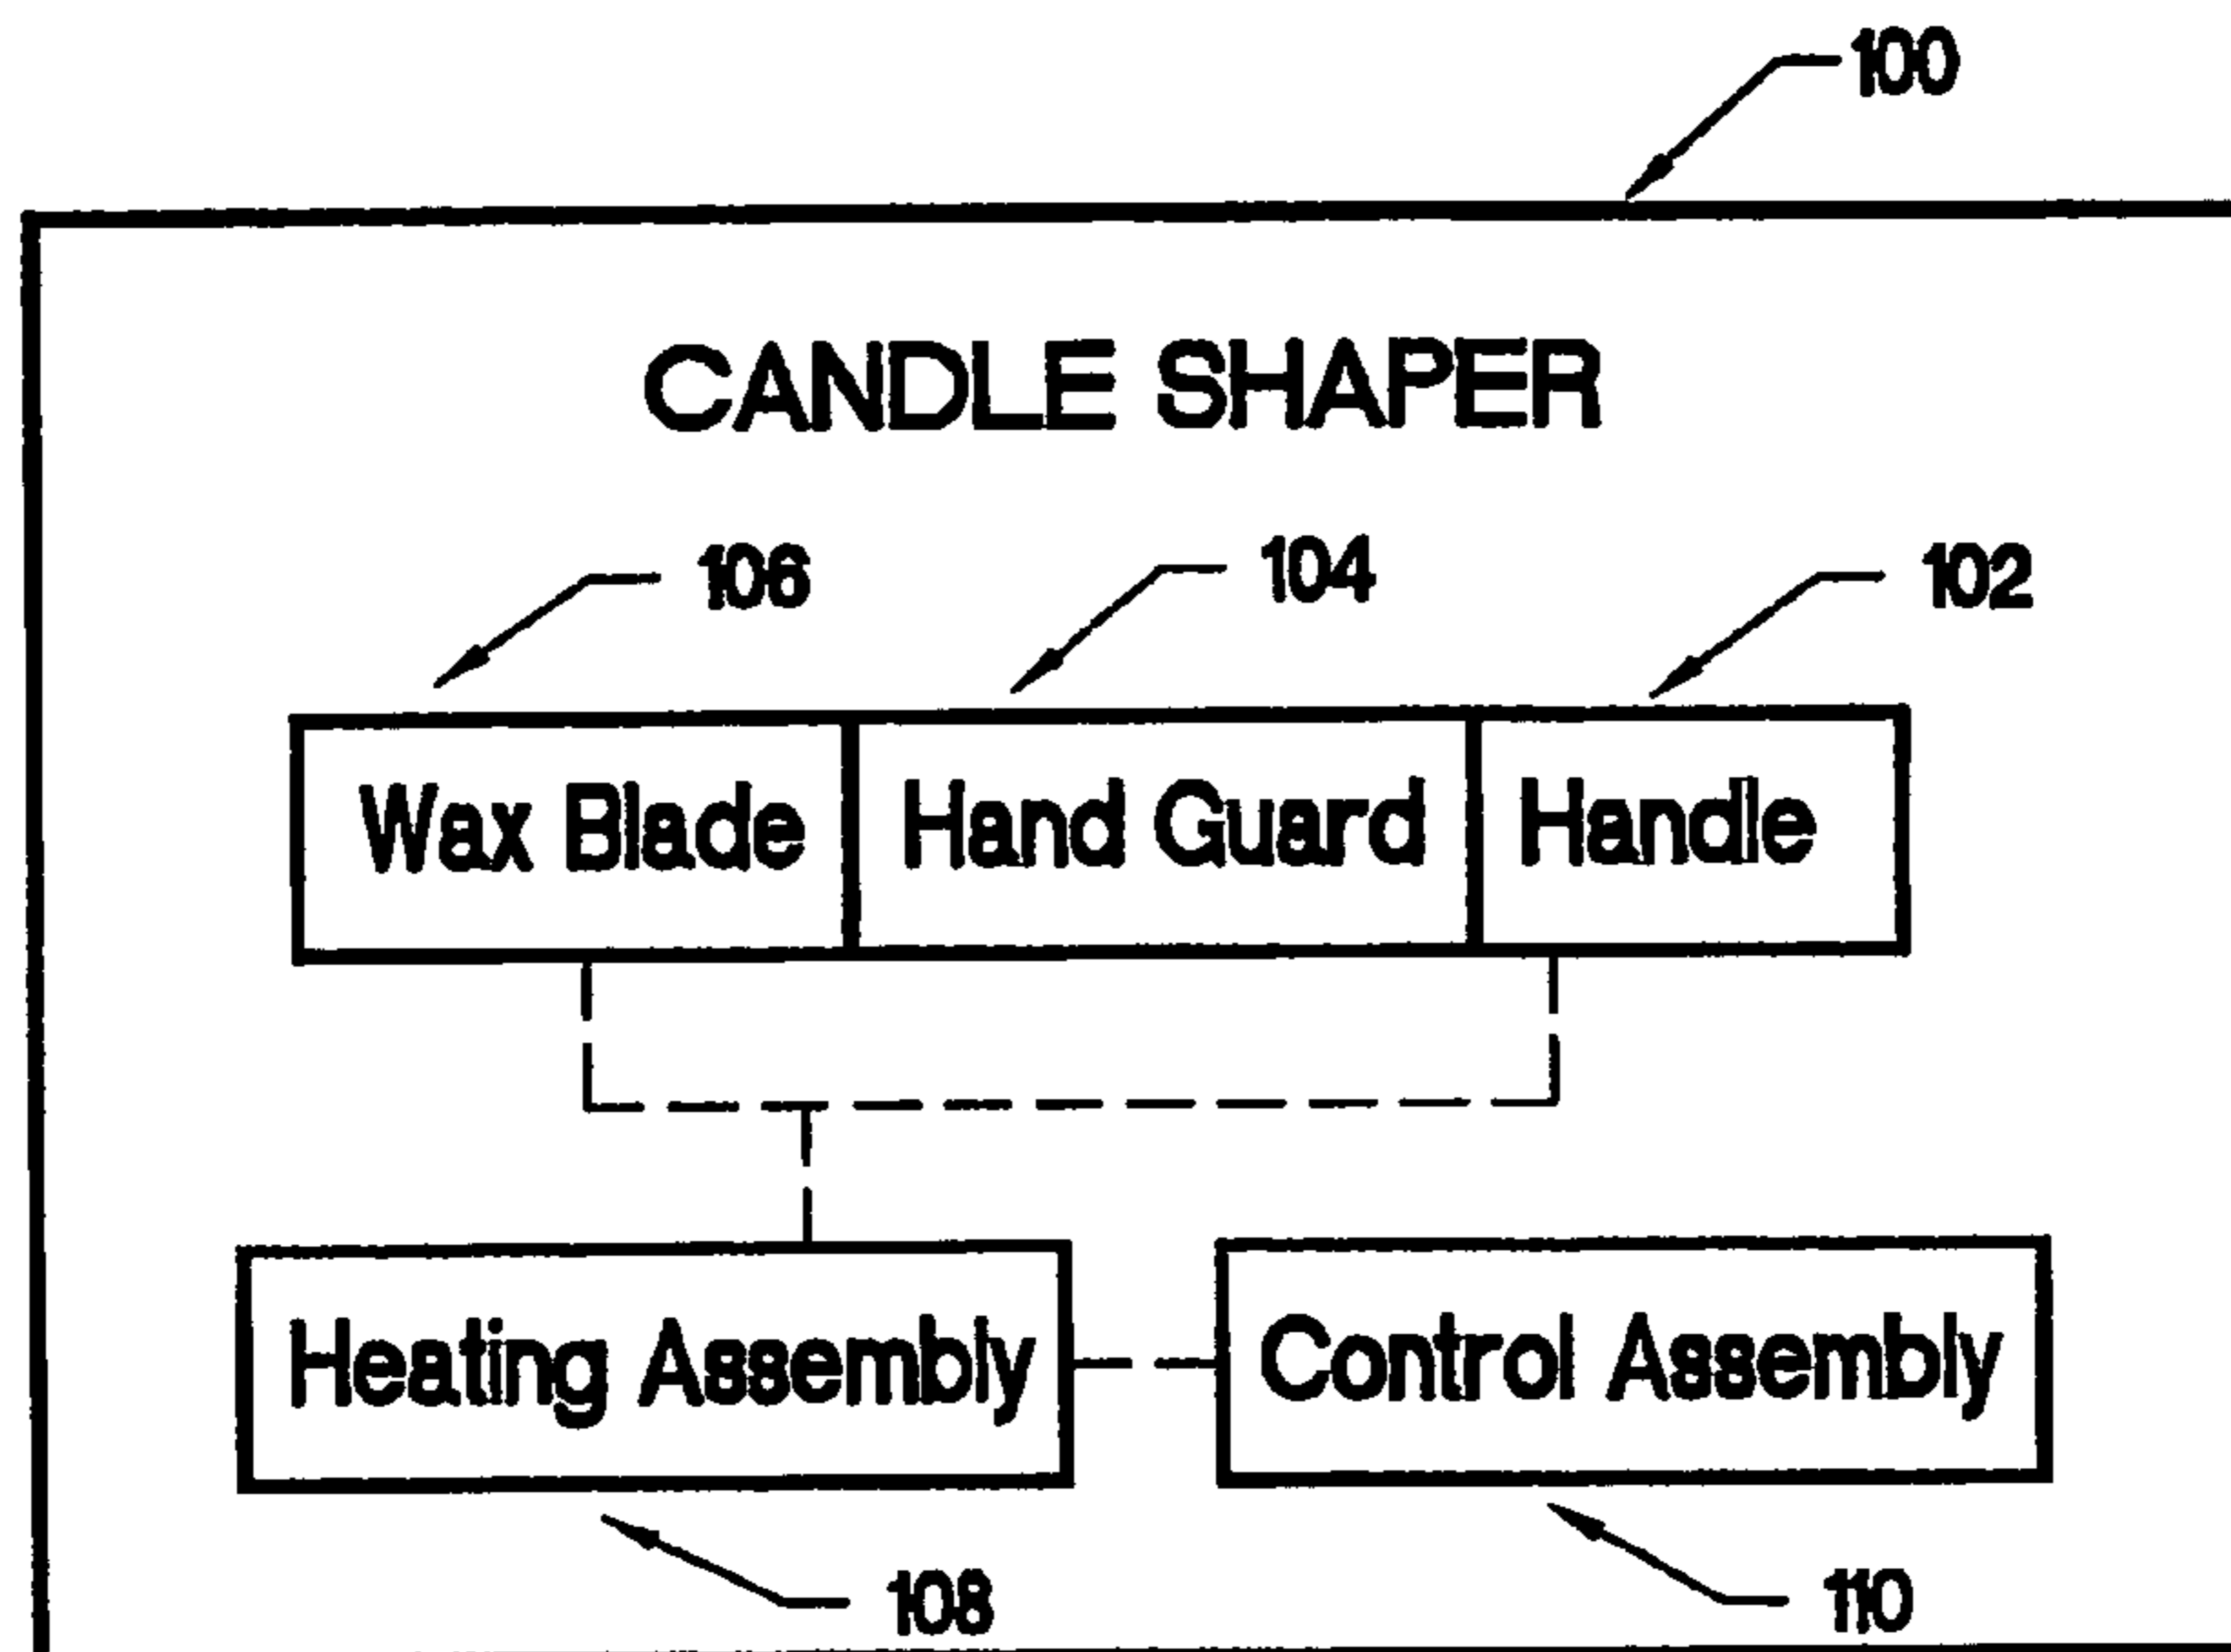 100
CANDLE SHAPER
106 104 102
Wax Blade Hand Guard Handle
Heating Assembly Control Assembly
108 110